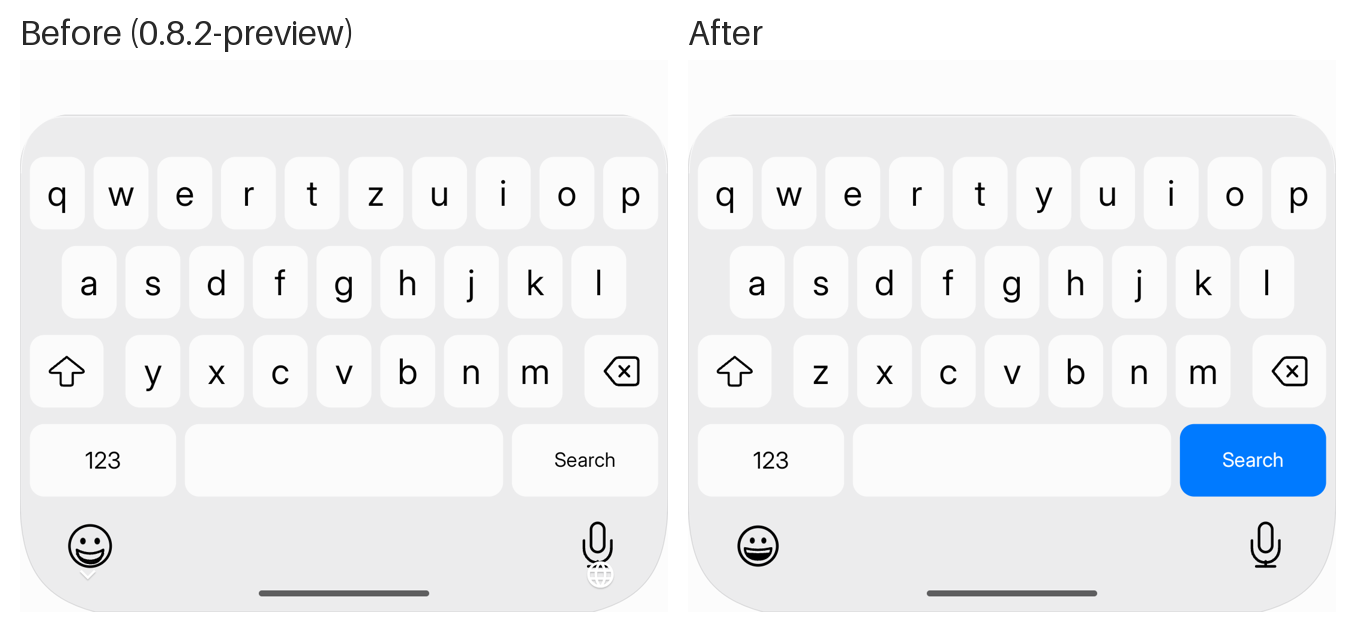 Before (0.8.2-preview)
After
q w e r t z u i o p
q w e r t y u i o p
a s d f g h j k l
a s d f g h j k l
y x c v b n m
z x c v b n m
123 Search
123 Search